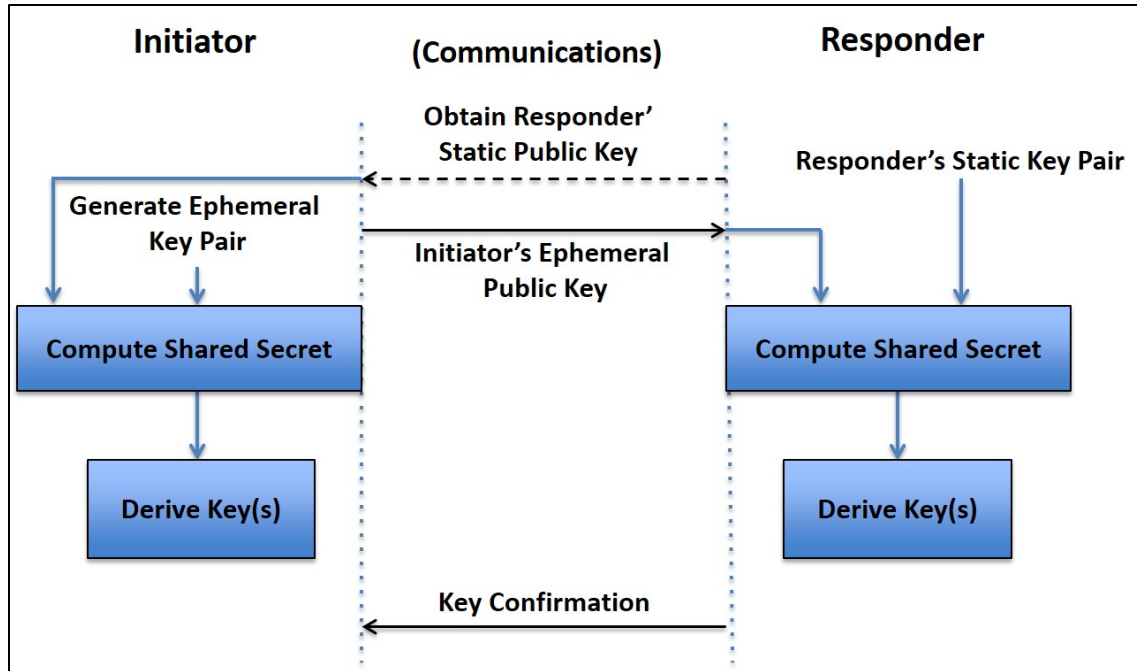 Initiator
(Communications)
Responder
Obtain Responder’
Static Public Key
Responder’s Static Key Pair
Generate Ephemeral
Key Pair
Initiator’s Ephemeral
Public Key
Compute Shared Secret
Compute Shared Secret
Derive Key(s)
Derive Key(s)
Key Confirmation